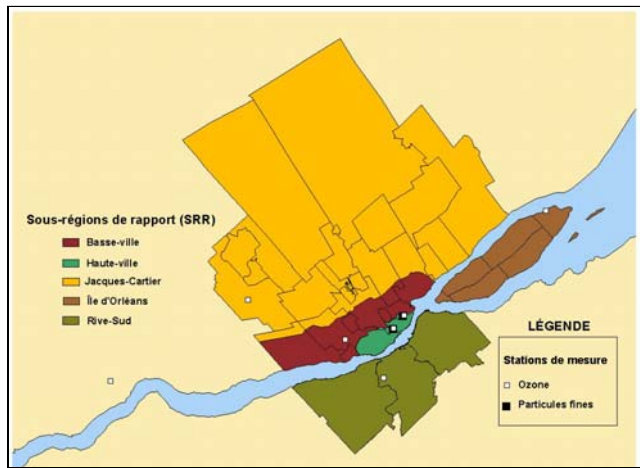 Sous-régions de rapport (SRR)
Basse-ville
Haute-ville
Jacques-Cartier
Île d'Orléans
Rive-Sud
LÉGENDE
Stations de mesure
Ozone
Particules fines